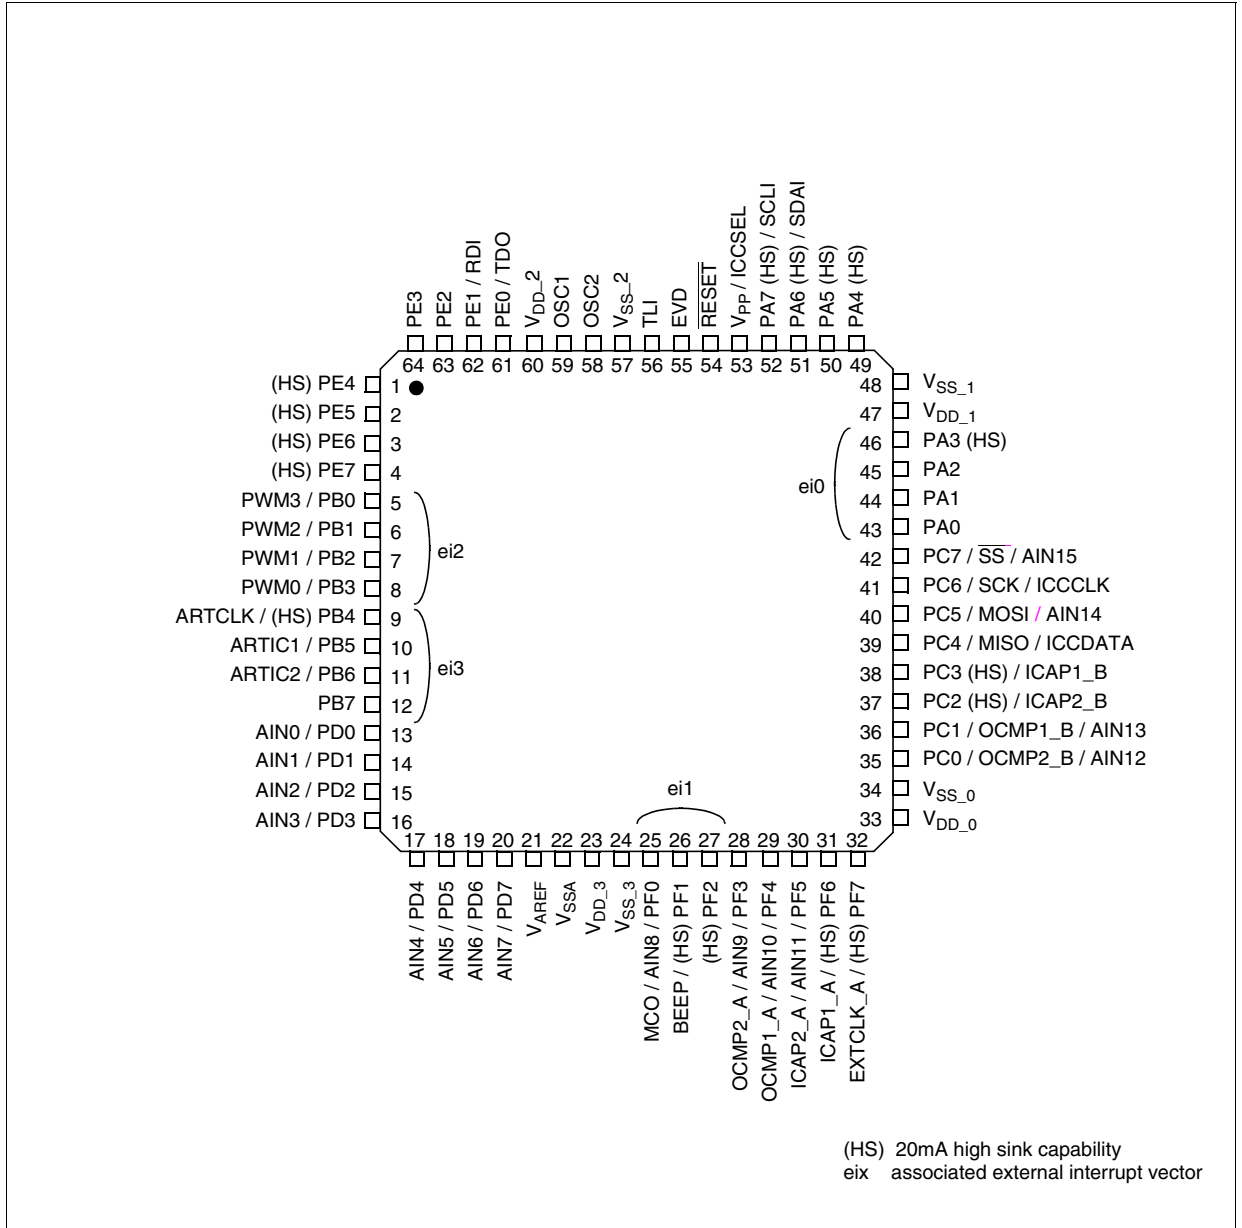 PE3
PE2
PE1 / RDI
PE0 / TDO
VDD_2
OSC1
OSC2
VSS_2
TLI
EVD
RESET
VPP / ICCSEL
PA7 (HS) / SCLI
PA6 (HS) / SDAI
PA5 (HS)
PA4 (HS)
64 63 62 61 60 59 58 57 56 55 54 53 52 51 50 49
(HS) PE4 1
(HS) PE5 2
(HS) PE6 3
(HS) PE7 4
PWM3 / PB0 5
PWM2 / PB1 6
ei2
PWM1 / PB2 7
PWM0 / PB3 8
ARTCLK / (HS) PB4 9
ARTIC1 / PB5 10
ei3
ARTIC2 / PB6 11
PB7 12
AIN0 / PD0 13
AIN1 / PD1 14
AIN2 / PD2 15
AIN3 / PD3 16
48 VSS_1
47 VDD_1
46 PA3 (HS)
ei0
45 PA2
44 PA1
43 PA0
42 PC7 / SS / AIN15
41 PC6 / SCK / ICCCLK
40 PC5 / MOSI / AIN14
39 PC4 / MISO / ICCDATA
38 PC3 (HS) / ICAP1_B
37 PC2 (HS) / ICAP2_B
36 PC1 / OCMP1_B / AIN13
35 PC0 / OCMP2_B / AIN12
34 VSS_0
33 VDD_0
ei1
17 18 19 20 21 22 23 24 25 26 27 28 29 30 31 32
AIN4 / PD4
AIN5 / PD5
AIN6 / PD6
AIN7 / PD7
VAREF
VSSA
VDD_3
VSS_3
MCO / AIN8 / PF0
BEEP / (HS) PF1
(HS) PF2
OCMP2_A / AIN9 / PF3
OCMP1_A / AIN10 / PF4
ICAP2_A / AIN11 / PF5
ICAP1_A / (HS) PF6
EXTCLK_A / (HS) PF7
(HS) 20mA high sink capability
eix associated external interrupt vector